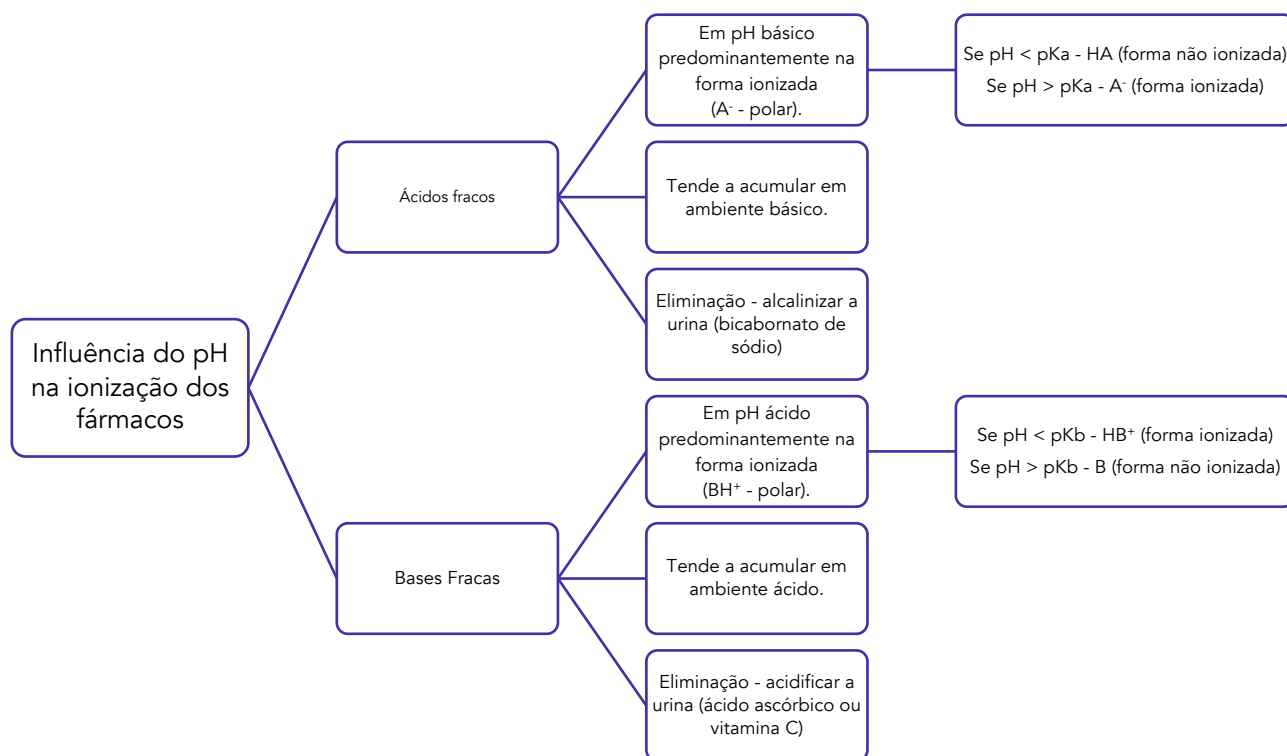 Influência do pH
na ionização dos
fármacos
Ácidos fracos
Em pH básico
predominantemente na
forma ionizada
(A⁻ - polar).
Se pH < pKa - HA (forma não ionizada)
Se pH > pKa - A⁻ (forma ionizada)
Tende a acumular em
ambiente básico.
Eliminação - alcalinizar a
urina (bicabornato de
sódio)
Bases Fracas
Em pH ácido
predominantemente na
forma ionizada
(BH⁺ - polar).
Se pH < pKb - HB⁺ (forma ionizada)
Se pH > pKb - B (forma não ionizada)
Tende a acumular em
ambiente ácido.
Eliminação - acidificar a
urina (ácido ascórbico ou
vitamina C)